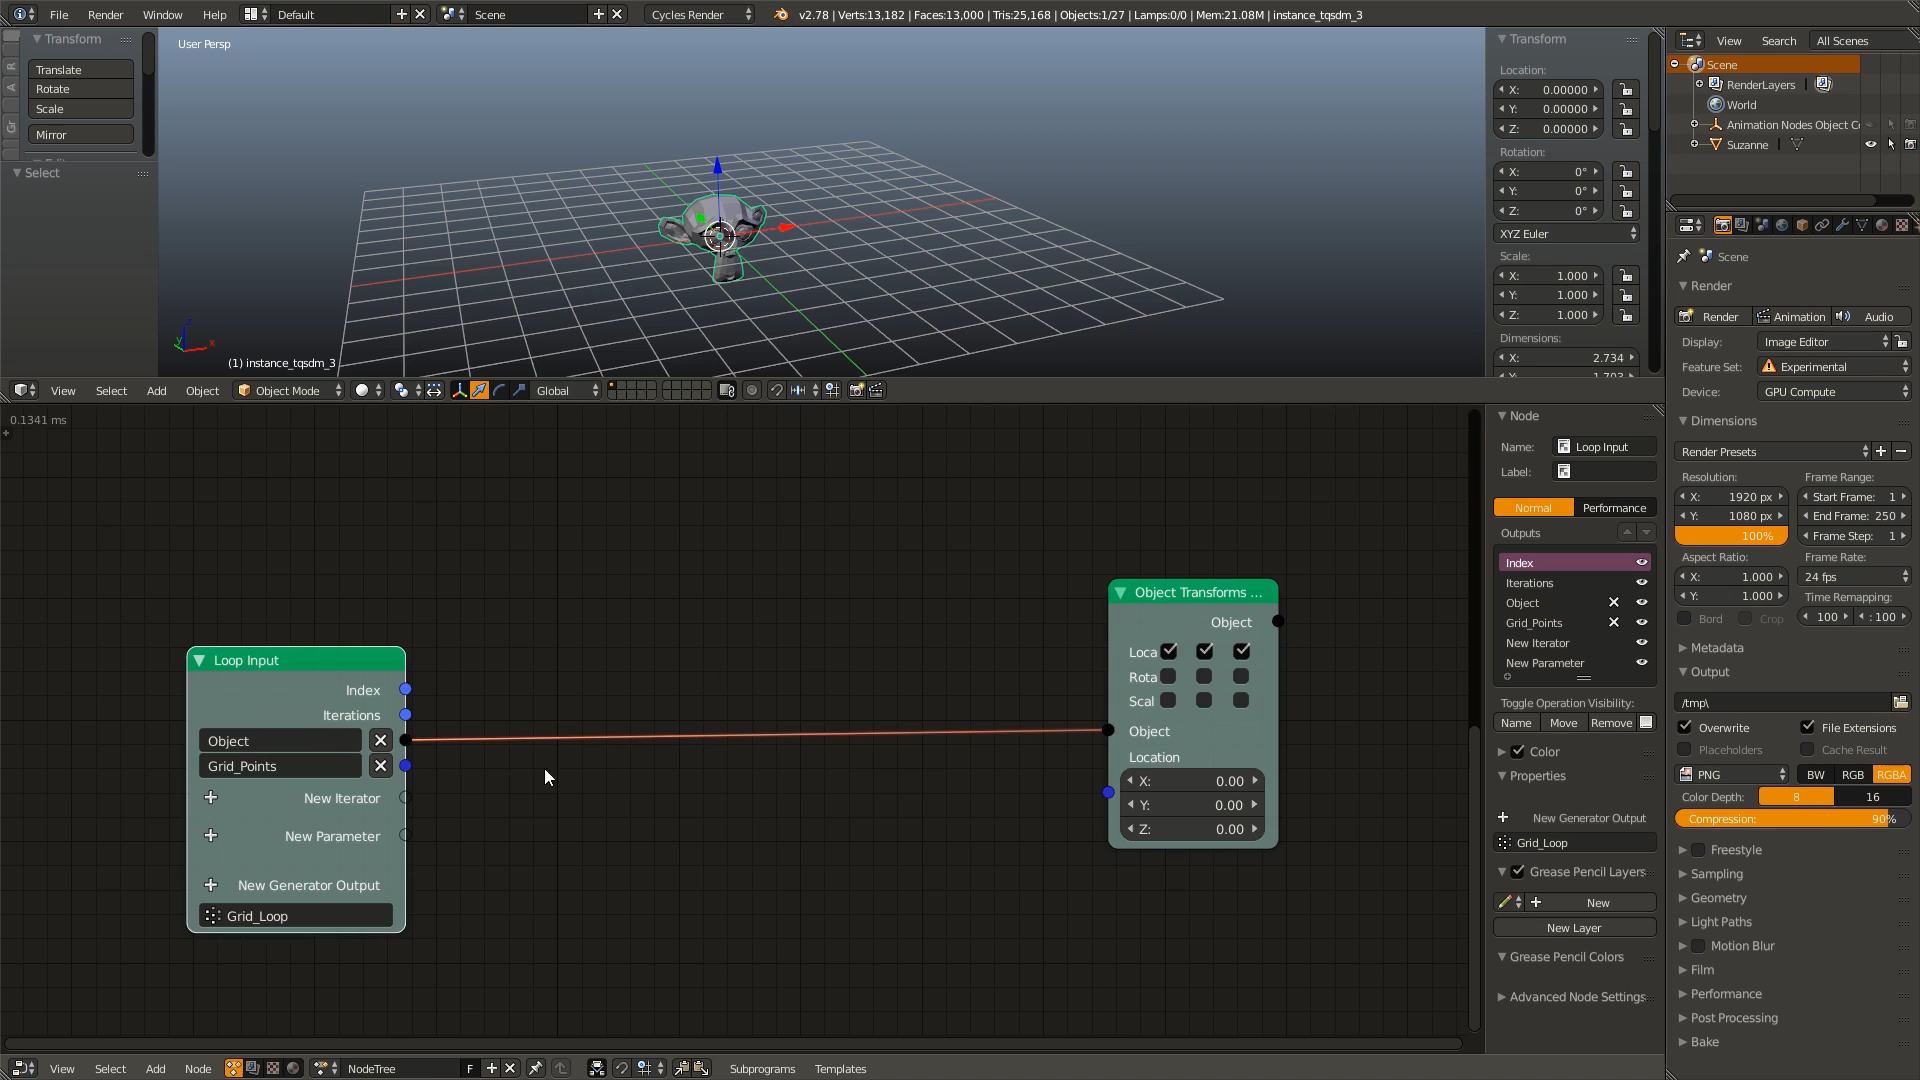 File Render Window Help Default Scene Cycles Render v2.78 | Verts:13,182 | Faces:13,000 | Tris:25,168 | Objects:1/27 | Lamps:0/0 | Mem:21.08M | instance_tqsdm_3
Transform
Translate
Rotate
Scale
Mirror
Select
R
A
Gr
User Persp
z
y
x
(1) instance_tqsdm_3
Transform
Location:
X: 0.00000
Y: 0.00000
Z: 0.00000
Rotation:
X: 0°
Y: 0°
Z: 0°
XYZ Euler
Scale:
X: 1.000
Y: 1.000
Z: 1.000
Dimensions:
X: 2.734
View Search All Scenes
Scene
RenderLayers |
World
Animation Nodes Object C
Suzanne |
View Select Add Object Object Mode Global
0.1341 ms
Loop Input
Index
Iterations
Object
Grid_Points
New Iterator
New Parameter
New Generator Output
Grid_Loop
Object Transforms ...
Object
Loca
Rota
Scal
Object
Location
X: 0.00
Y: 0.00
Z: 0.00
Node
Name: Loop Input
Label:
Normal Performance
Outputs
Index
Iterations
Object
Grid_Points
New Iterator
New Parameter
Toggle Operation Visibility:
Name Move Remove
Color
Properties
New Generator Output
Grid_Loop
Grease Pencil Layers
New
New Layer
Grease Pencil Colors
Advanced Node Settings
Scene
Render
Render Animation Audio
Display: Image Editor
Feature Set: Experimental
Device: GPU Compute
Dimensions
Render Presets
Resolution: Frame Range:
X: 1920 px Start Frame: 1
Y: 1080 px End Frame: 250
100% Frame Step: 1
Aspect Ratio: Frame Rate:
X: 1.000 24 fps
Y: 1.000 Time Remapping:
Bord Crop 100 : 100
Metadata
Output
/tmp\
Overwrite File Extensions
Placeholders Cache Result
PNG BW RGB RGBA
Color Depth: 8 16
Compression: 90%
Freestyle
Sampling
Geometry
Light Paths
Motion Blur
Film
Performance
Post Processing
Bake
View Select Add Node NodeTree F Subprograms Templates